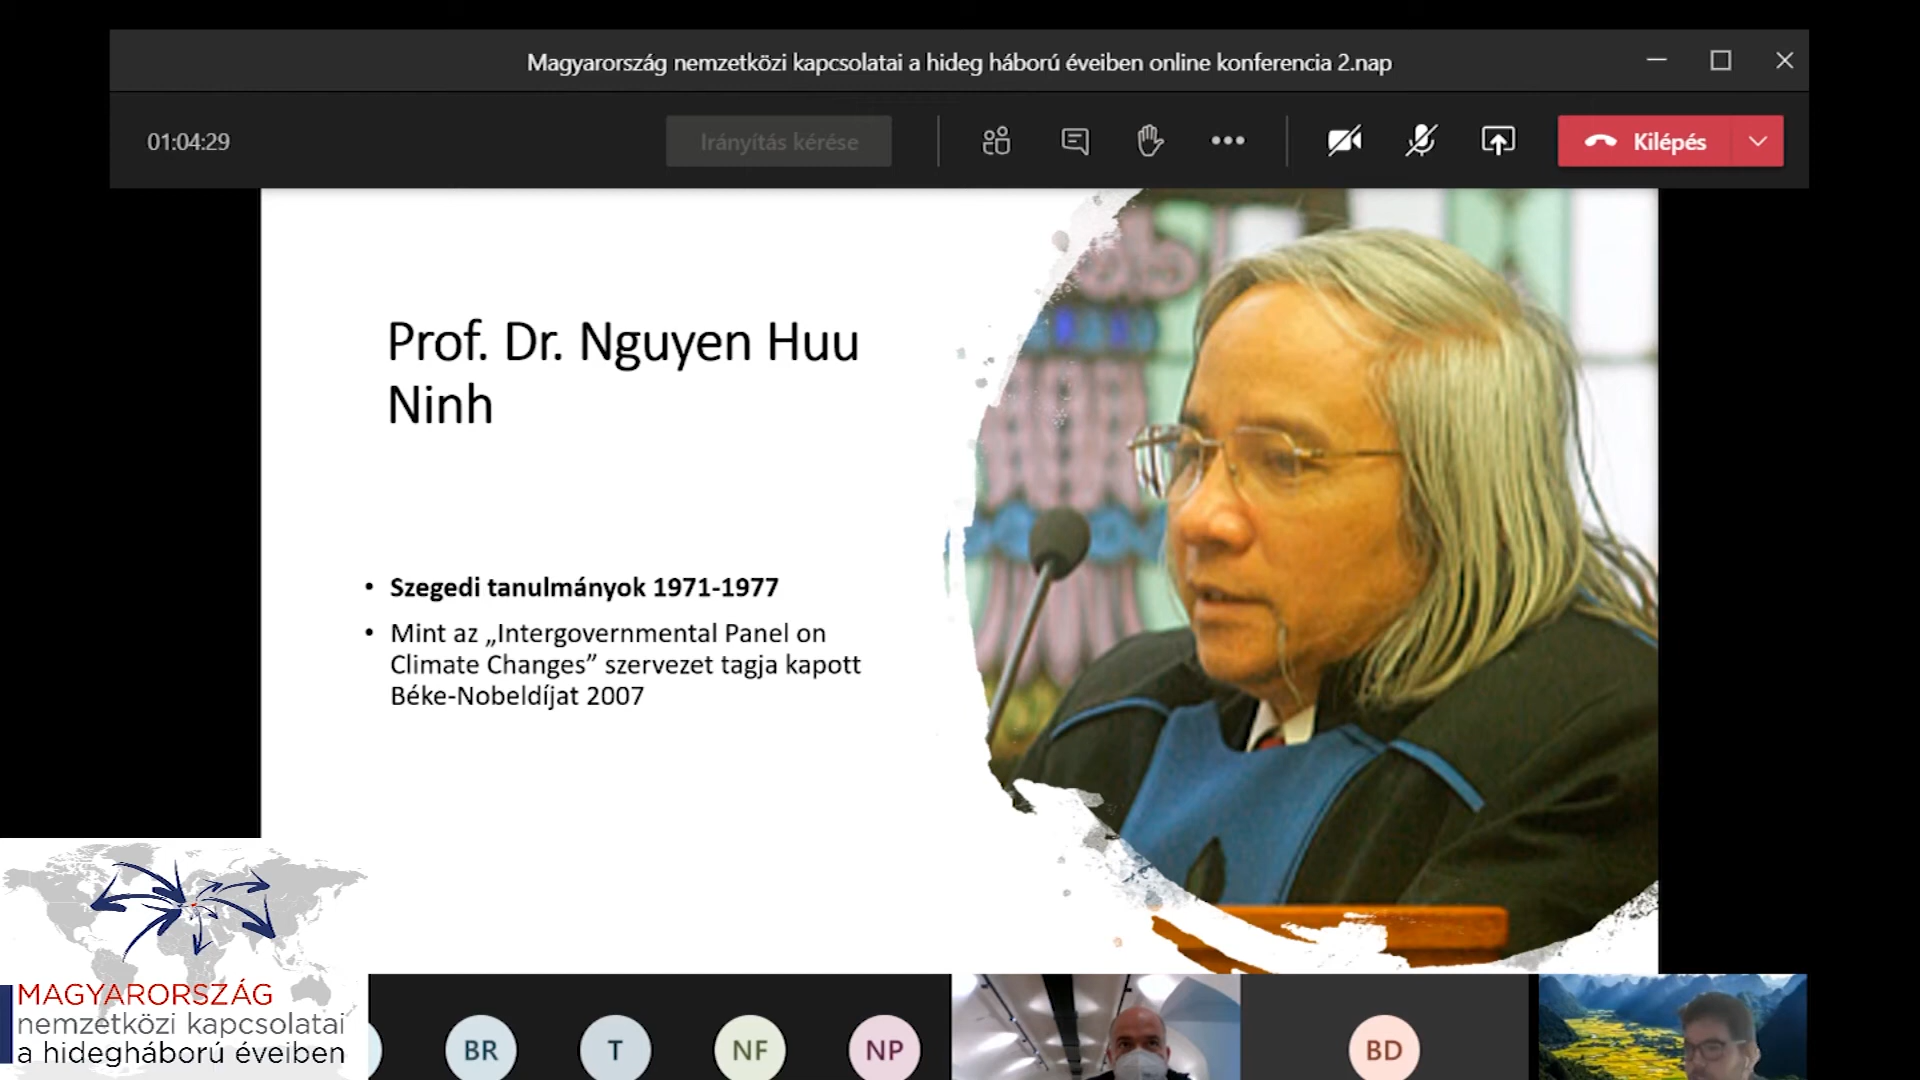 Magyarország nemzetközi kapcsolatai a hideg háború éveiben online konferencia 2.nap
01:04:29
Irányítás kérése
Kilépés
Prof. Dr. Nguyen Huu
Ninh
• Szegedi tanulmányok 1971-1977
• Mint az „Intergovernmental Panel on
Climate Changes” szervezet tagja kapott
Béke-Nobeldíjat 2007
MAGYARORSZÁG
nemzetközi kapcsolatai
a hidegháború éveiben
BR
T
NF
NP
BD